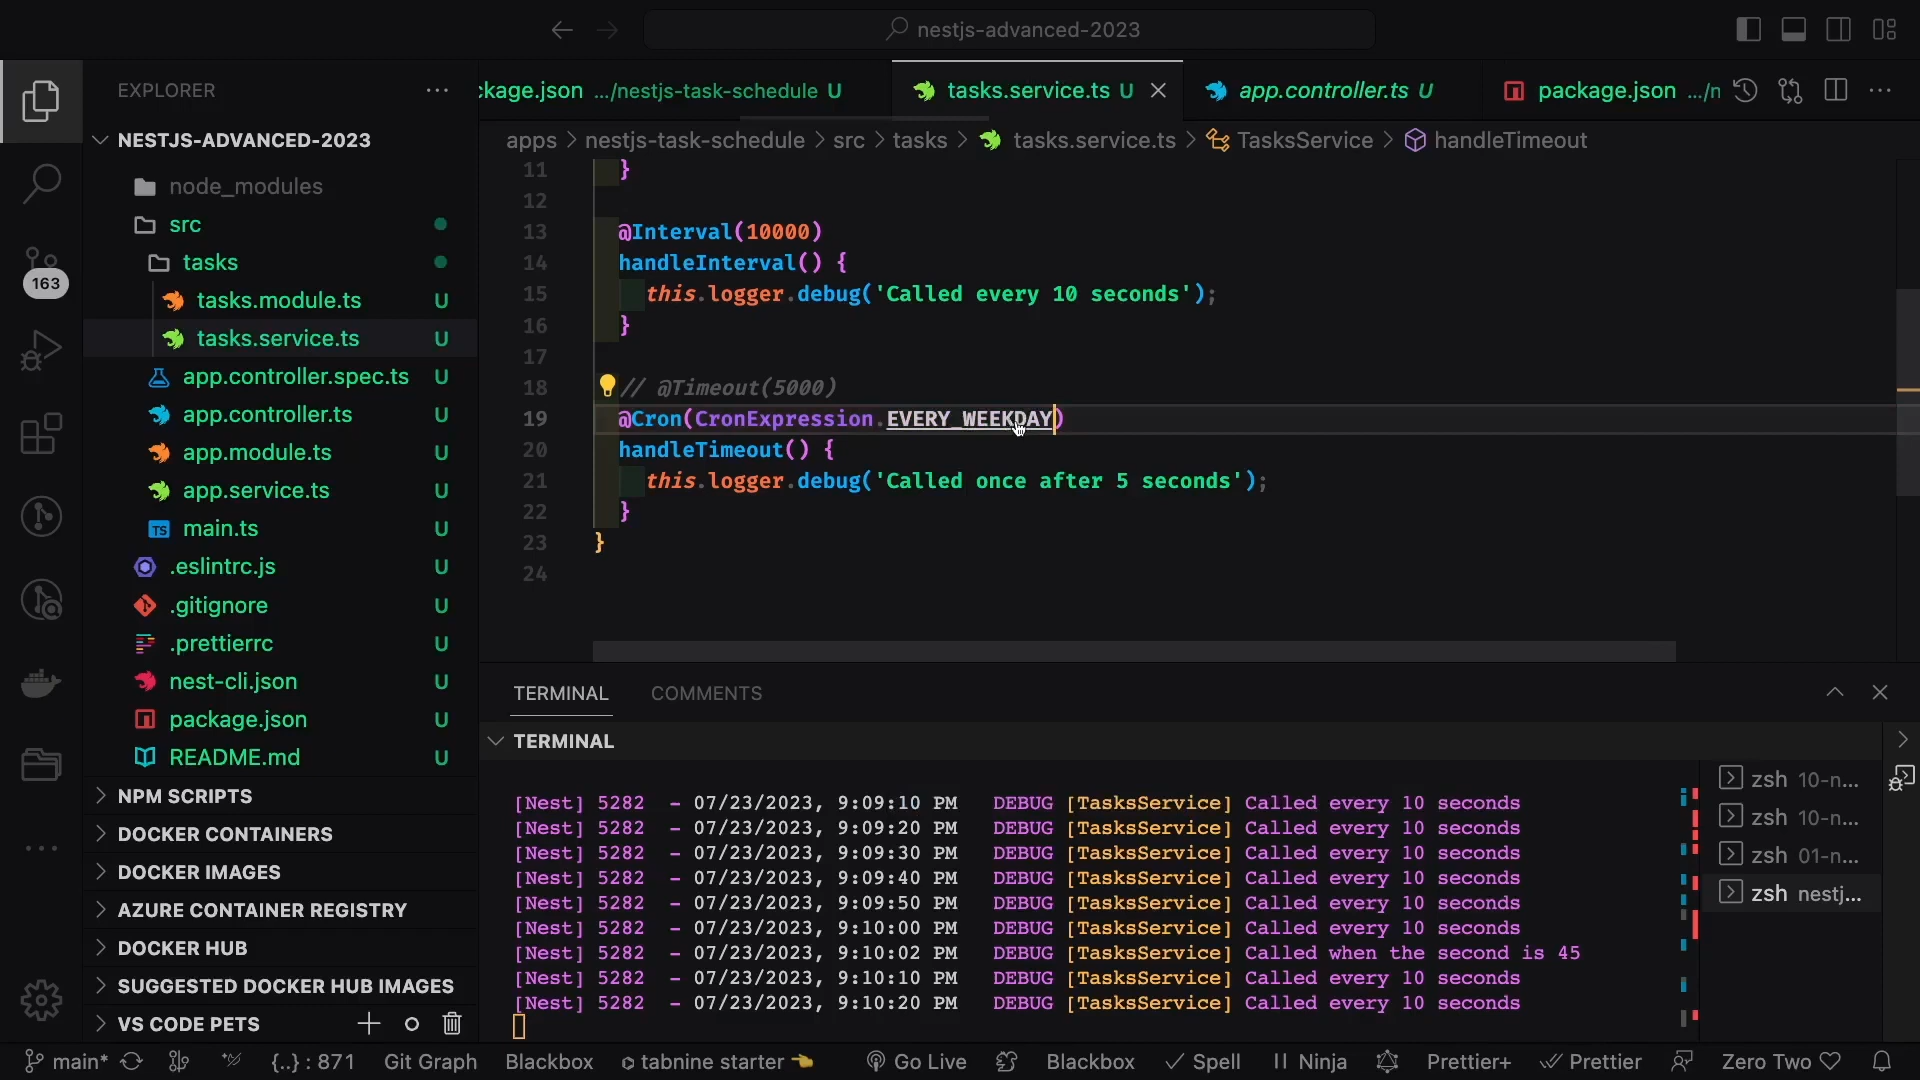 nestjs-advanced-2023
EXPLORER
NESTJS-ADVANCED-2023
node_modules
src
tasks
tasks.module.ts U
tasks.service.ts U
app.controller.spec.ts U
app.controller.ts U
app.module.ts U
app.service.ts U
main.ts U
.eslintrc.js U
.gitignore U
.prettierrc U
nest-cli.json U
package.json U
README.md U
NPM SCRIPTS
DOCKER CONTAINERS
DOCKER IMAGES
AZURE CONTAINER REGISTRY
DOCKER HUB
SUGGESTED DOCKER HUB IMAGES
VS CODE PETS
163
ckage.json .../nestjs-task-schedule U
tasks.service.ts U
app.controller.ts U
package.json .../n
apps > nestjs-task-schedule > src > tasks > tasks.service.ts > TasksService > handleTimeout
11 }
12
13 @Interval(10000)
14 handleInterval() {
15 this.logger.debug('Called every 10 seconds');
16 }
17
18 // @Timeout(5000)
19 @Cron(CronExpression.EVERY_WEEKDAY)
20 handleTimeout() {
21 this.logger.debug('Called once after 5 seconds');
22 }
23 }
24
TERMINAL COMMENTS
TERMINAL
[Nest] 5282 - 07/23/2023, 9:09:10 PM DEBUG [TasksService] Called every 10 seconds
[Nest] 5282 - 07/23/2023, 9:09:20 PM DEBUG [TasksService] Called every 10 seconds
[Nest] 5282 - 07/23/2023, 9:09:30 PM DEBUG [TasksService] Called every 10 seconds
[Nest] 5282 - 07/23/2023, 9:09:40 PM DEBUG [TasksService] Called every 10 seconds
[Nest] 5282 - 07/23/2023, 9:09:50 PM DEBUG [TasksService] Called every 10 seconds
[Nest] 5282 - 07/23/2023, 9:10:00 PM DEBUG [TasksService] Called every 10 seconds
[Nest] 5282 - 07/23/2023, 9:10:02 PM DEBUG [TasksService] Called when the second is 45
[Nest] 5282 - 07/23/2023, 9:10:10 PM DEBUG [TasksService] Called every 10 seconds
[Nest] 5282 - 07/23/2023, 9:10:20 PM DEBUG [TasksService] Called every 10 seconds
zsh 10-n...
zsh 10-n...
zsh 01-n...
zsh nestj...
main* {..} : 871 Git Graph Blackbox tabnine starter Go Live Blackbox Spell Ninja Prettier+ Prettier Zero Two